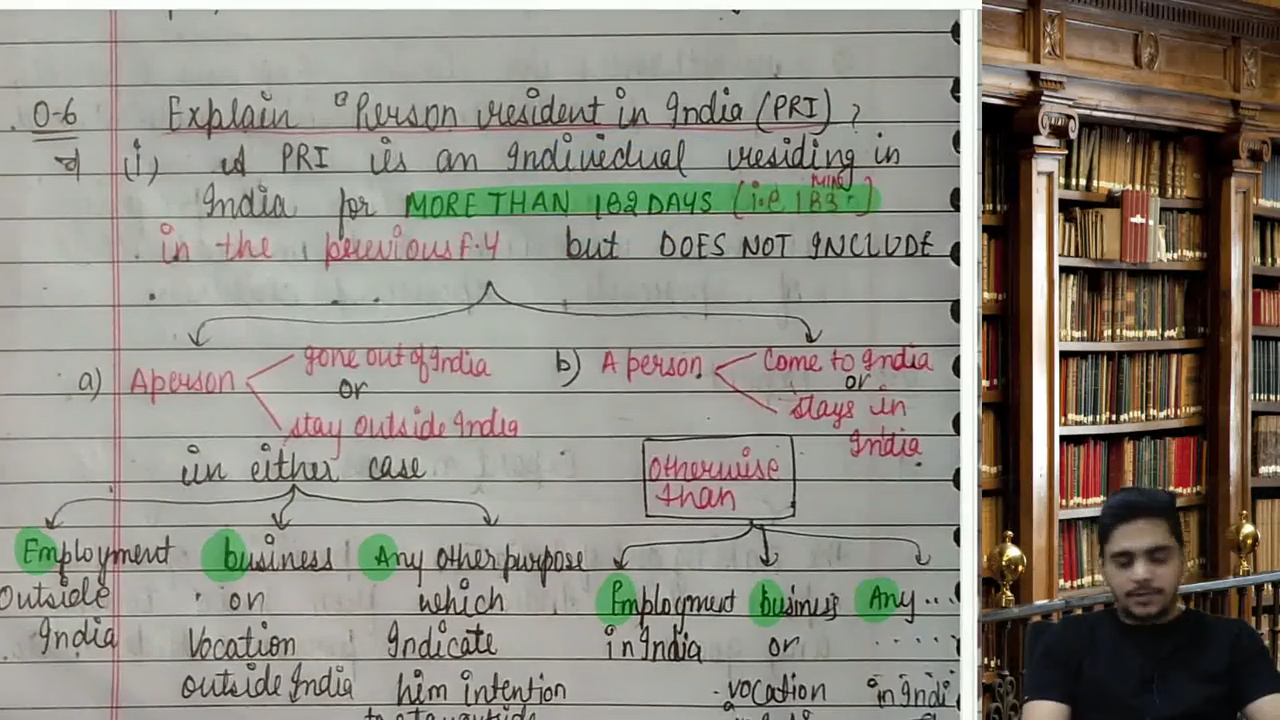 Q-6 Explain "Person resident in India (PRI)?
(i) PRI is an Individual residing in
India for MORE THAN 182 DAYS (i.e 183 )
in the previous F.Y but DOES NOT INCLUDE
a) A person gone out of India
or
stay outside India
in either case
Employment Outside India
business or Vocation outside India
Any other purpose which Indicate him intention
b) A person Come to India
or
stays in India
otherwise than
Employment in India
business or vocation
Any.. ..... in Indi